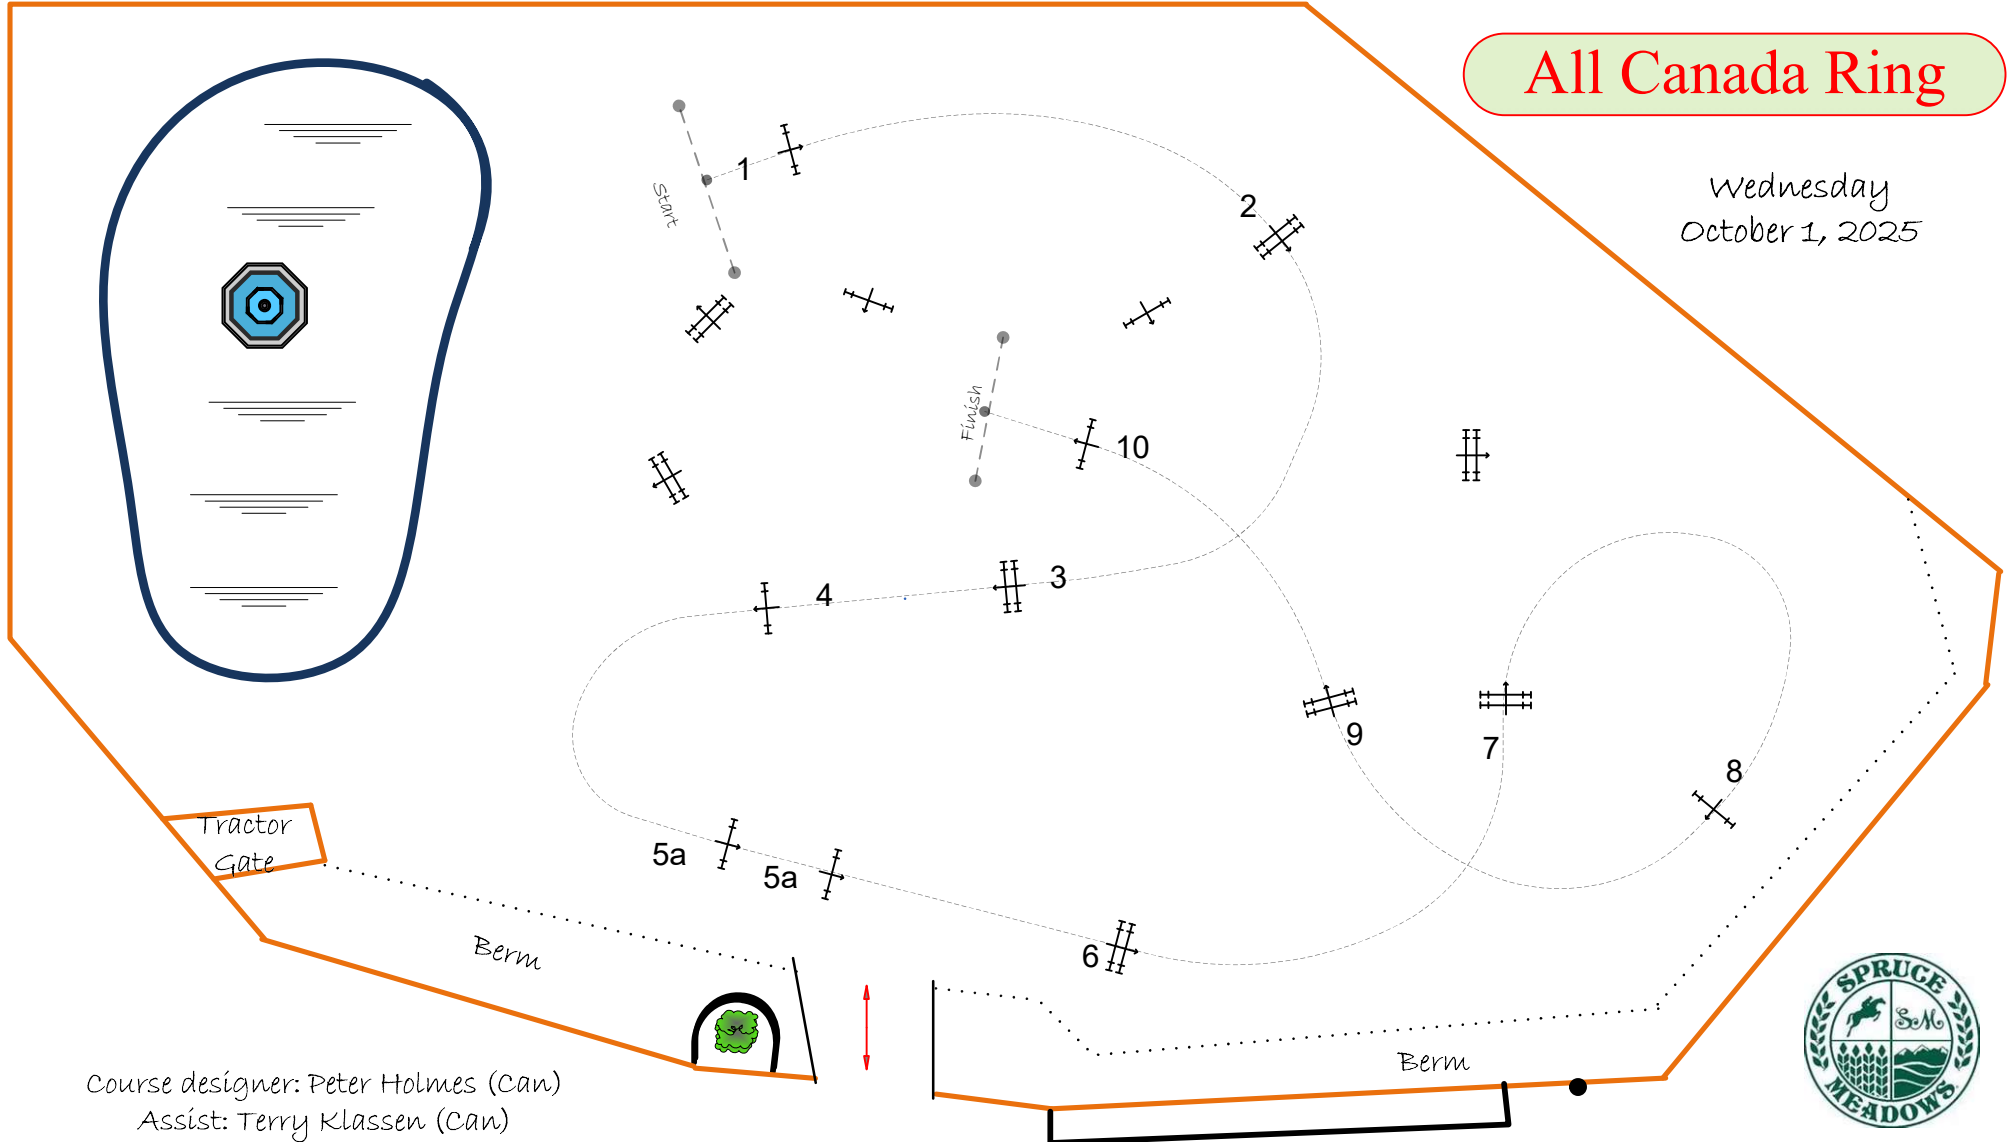 All Canada Ring
Wednesday
October 1, 2025
Start
1
2
Finish
10
3
4
9
7
8
5a
5a
6
Tractor
Gate
Berm
Berm
Course designer: Peter Holmes (Can)
Assist: Terry Klassen (Can)
SPRUCE
SM
MEADOWS